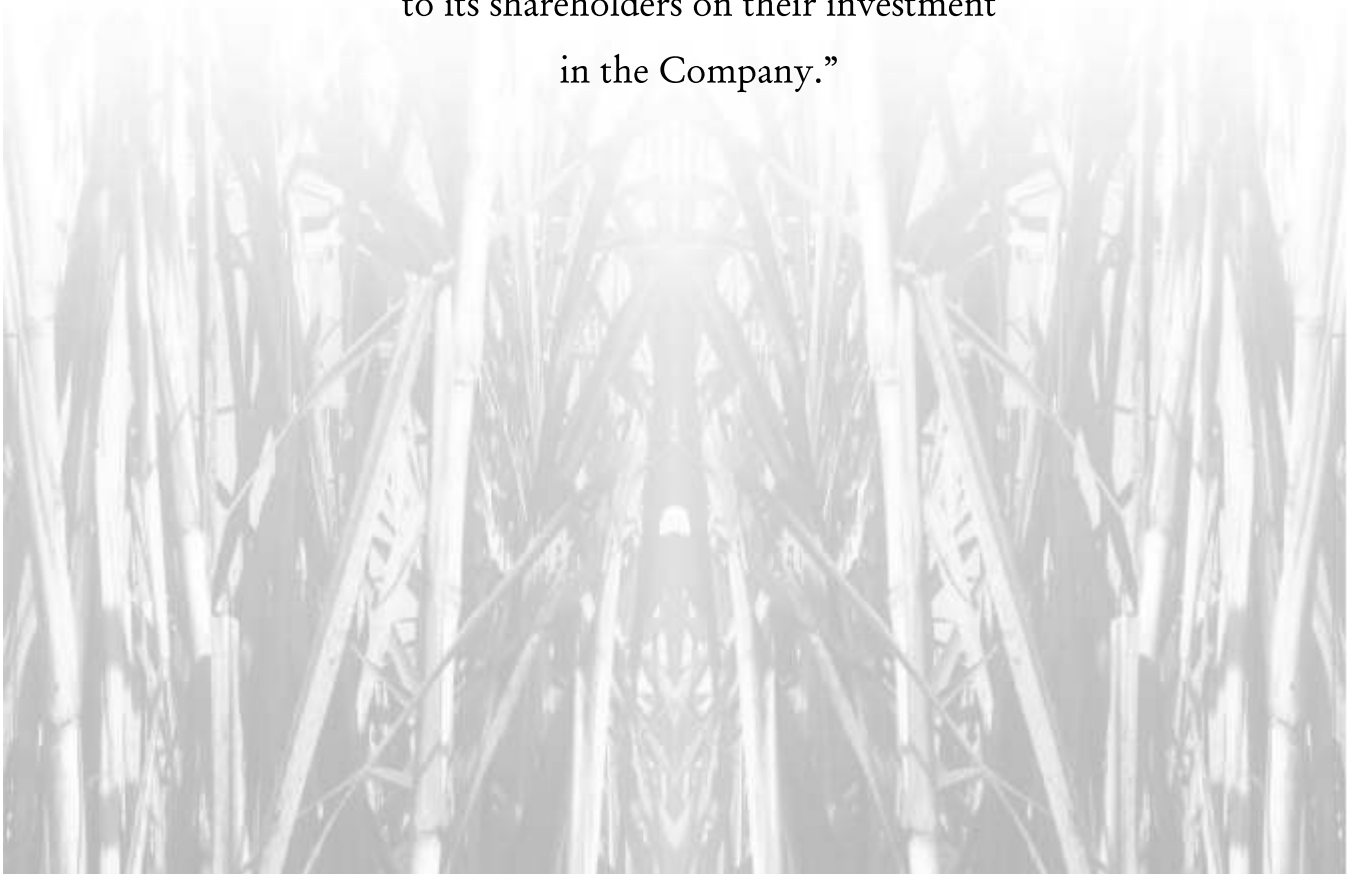 to its shareholders on their investment
in the Company.”